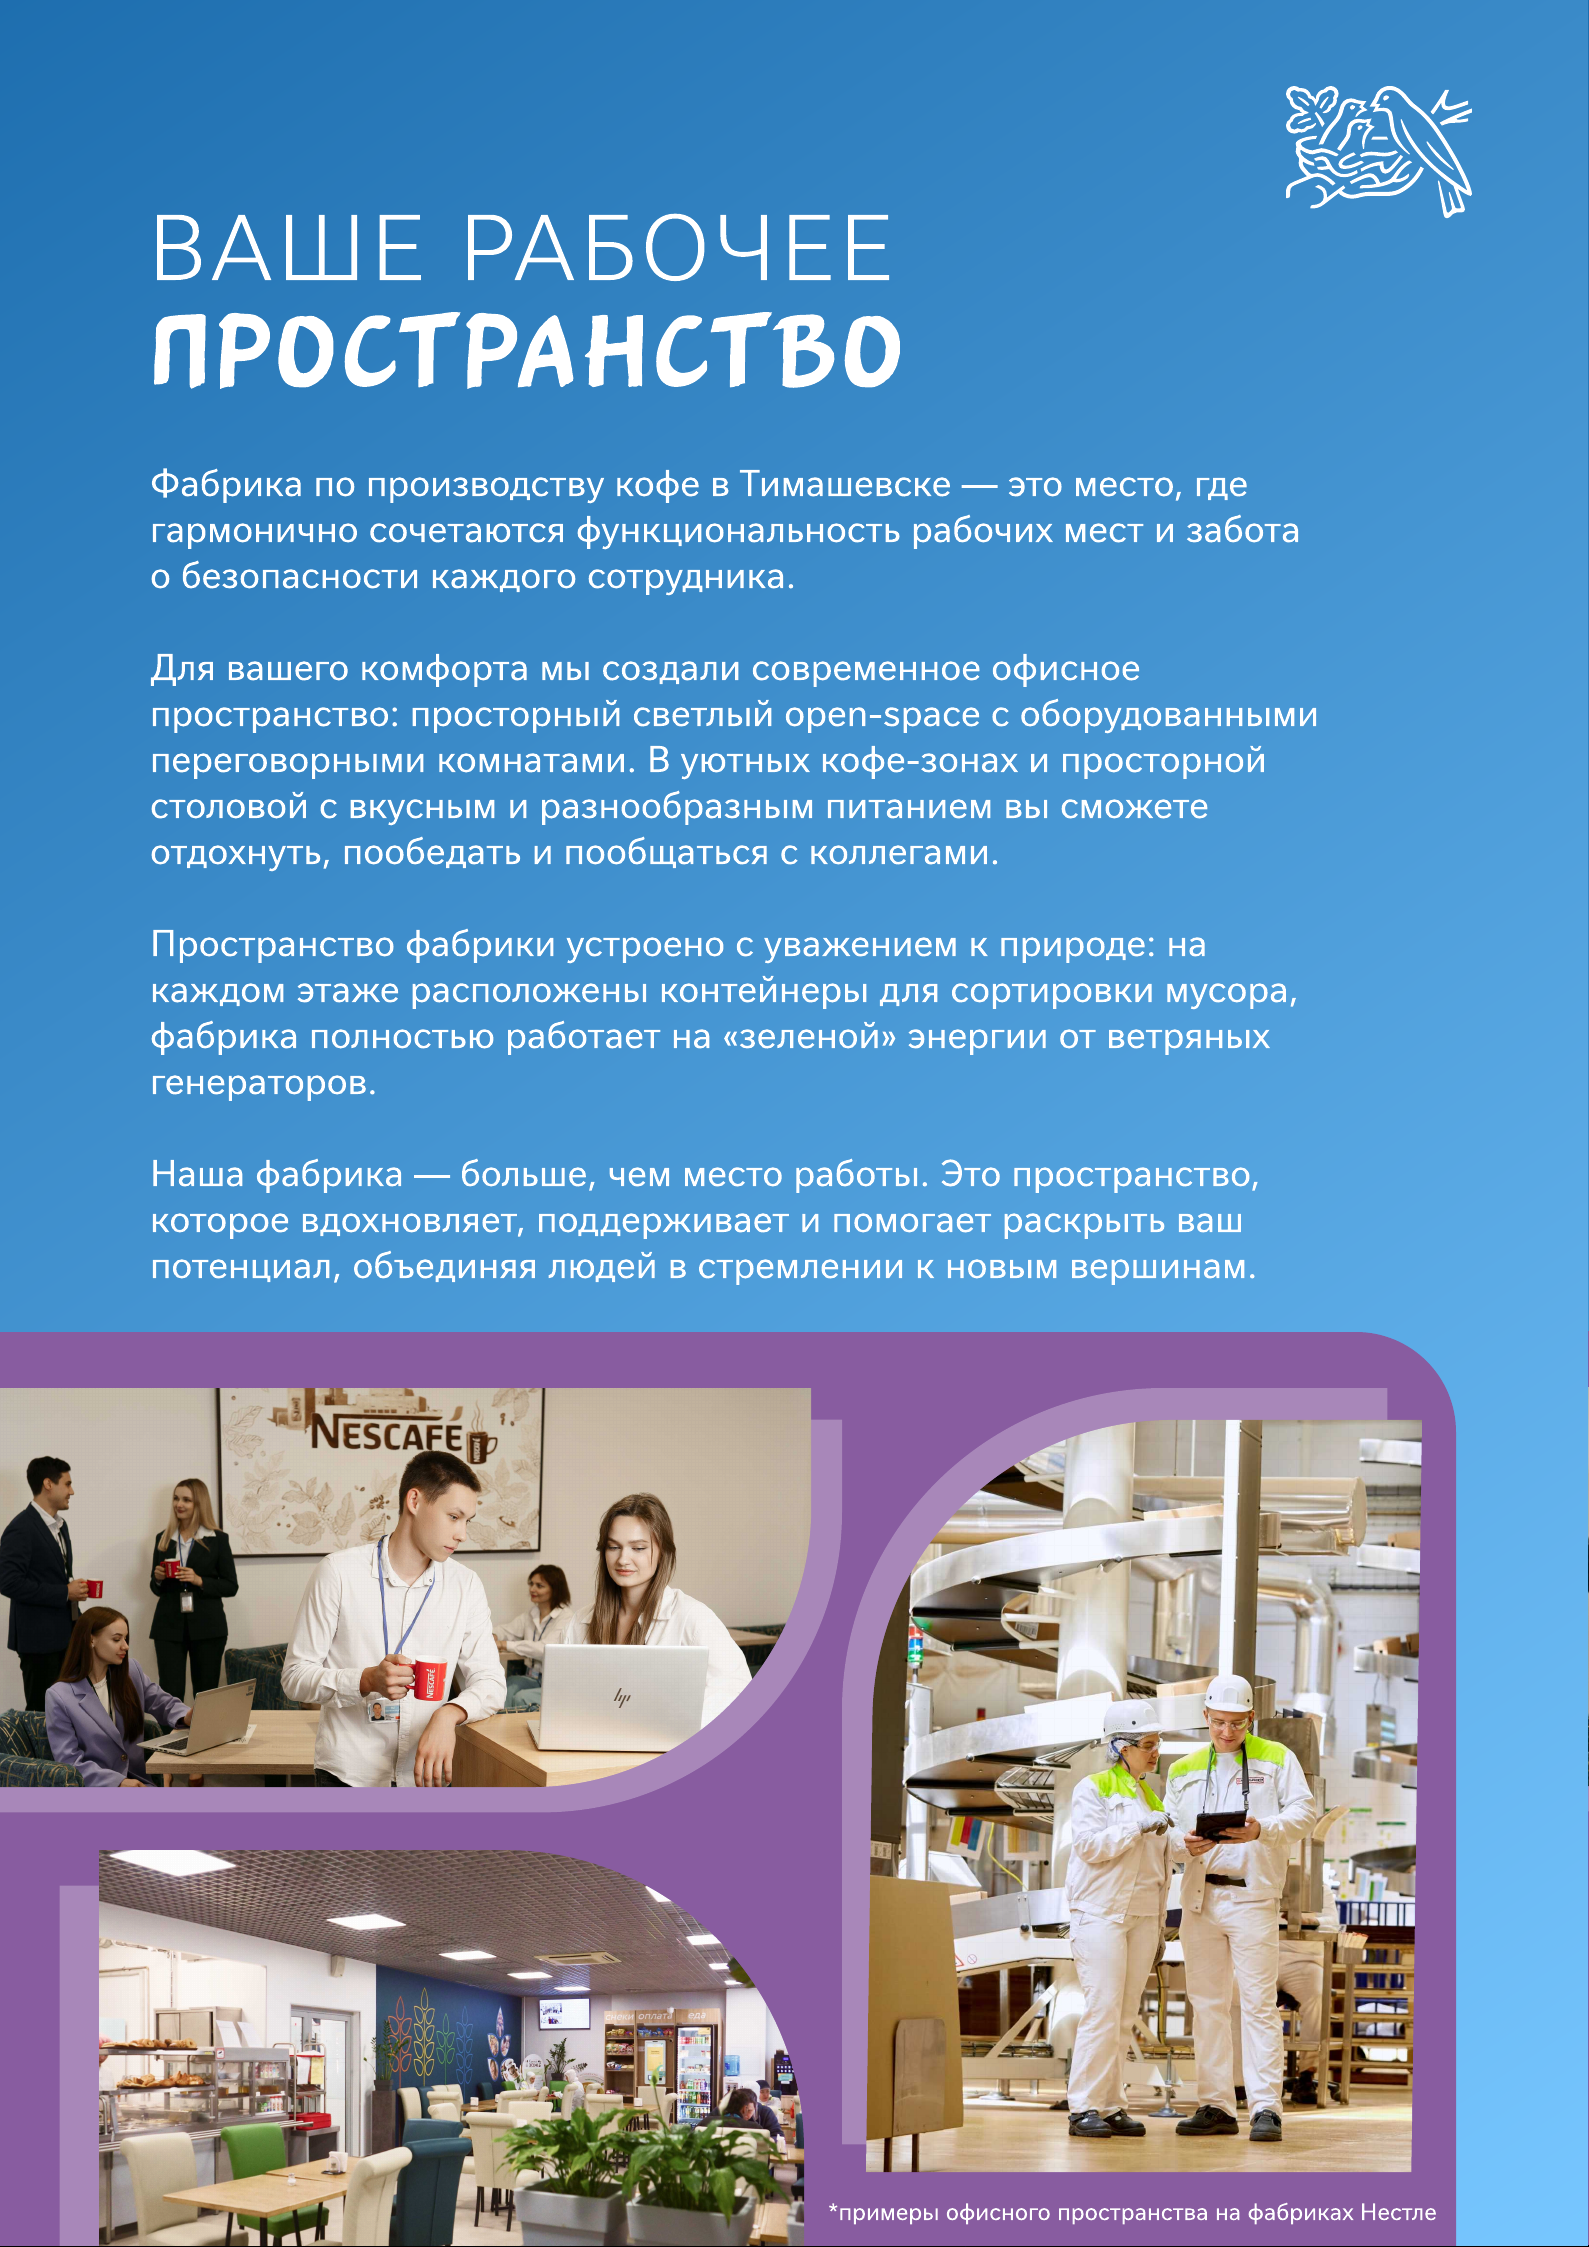 ВАШЕ РАБОЧЕЕ
ПРОСТРАНСТВО
Фабрика по производству кофе в Тимашевске — это место, где
гармонично сочетаются функциональность рабочих мест и забота
о безопасности каждого сотрудника.
Для вашего комфорта мы создали современное офисное
пространство: просторный светлый open-space с оборудованными
переговорными комнатами. В уютных кофе-зонах и просторной
столовой с вкусным и разнообразным питанием вы сможете
отдохнуть, пообедать и пообщаться с коллегами.
Пространство фабрики устроено с уважением к природе: на
каждом этаже расположены контейнеры для сортировки мусора,
фабрика полностью работает на «зеленой» энергии от ветряных
генераторов.
Наша фабрика — больше, чем место работы. Это пространство,
которое вдохновляет, поддерживает и помогает раскрыть ваш
потенциал, объединяя людей в стремлении к новым вершинам.
NESCAFÉ
NESCAFÉ
hp
снеки оплата еда
*примеры офисного пространства на фабриках Нестле